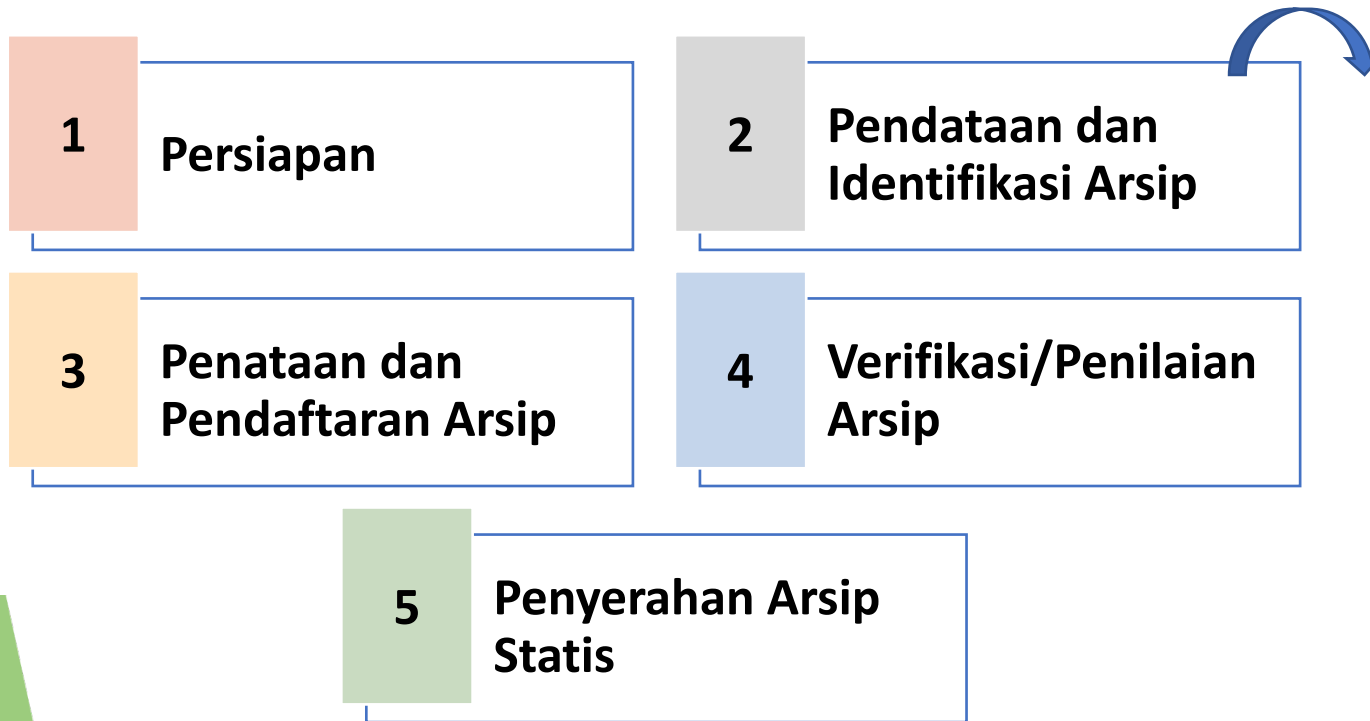 1
Persiapan
2
Pendataan dan
Identifikasi Arsip
3
Penataan dan
Pendaftaran Arsip
4
Verifikasi/Penilaian
Arsip
5
Penyerahan Arsip
Statis